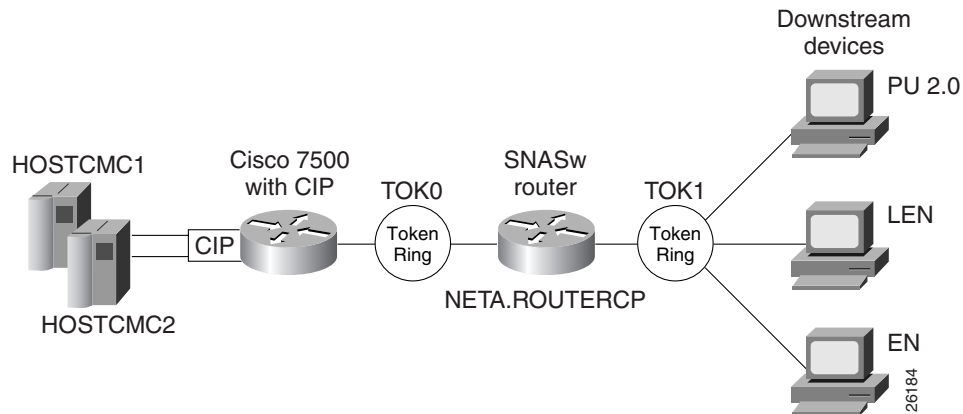 Downstream
devices
PU 2.0
HOSTCMC1
Cisco 7500
with CIP
SNASw
router
TOK0
TOK1
CIP
Token
Ring
Token
Ring
LEN
NETA.ROUTERCP
HOSTCMC2
EN
26184